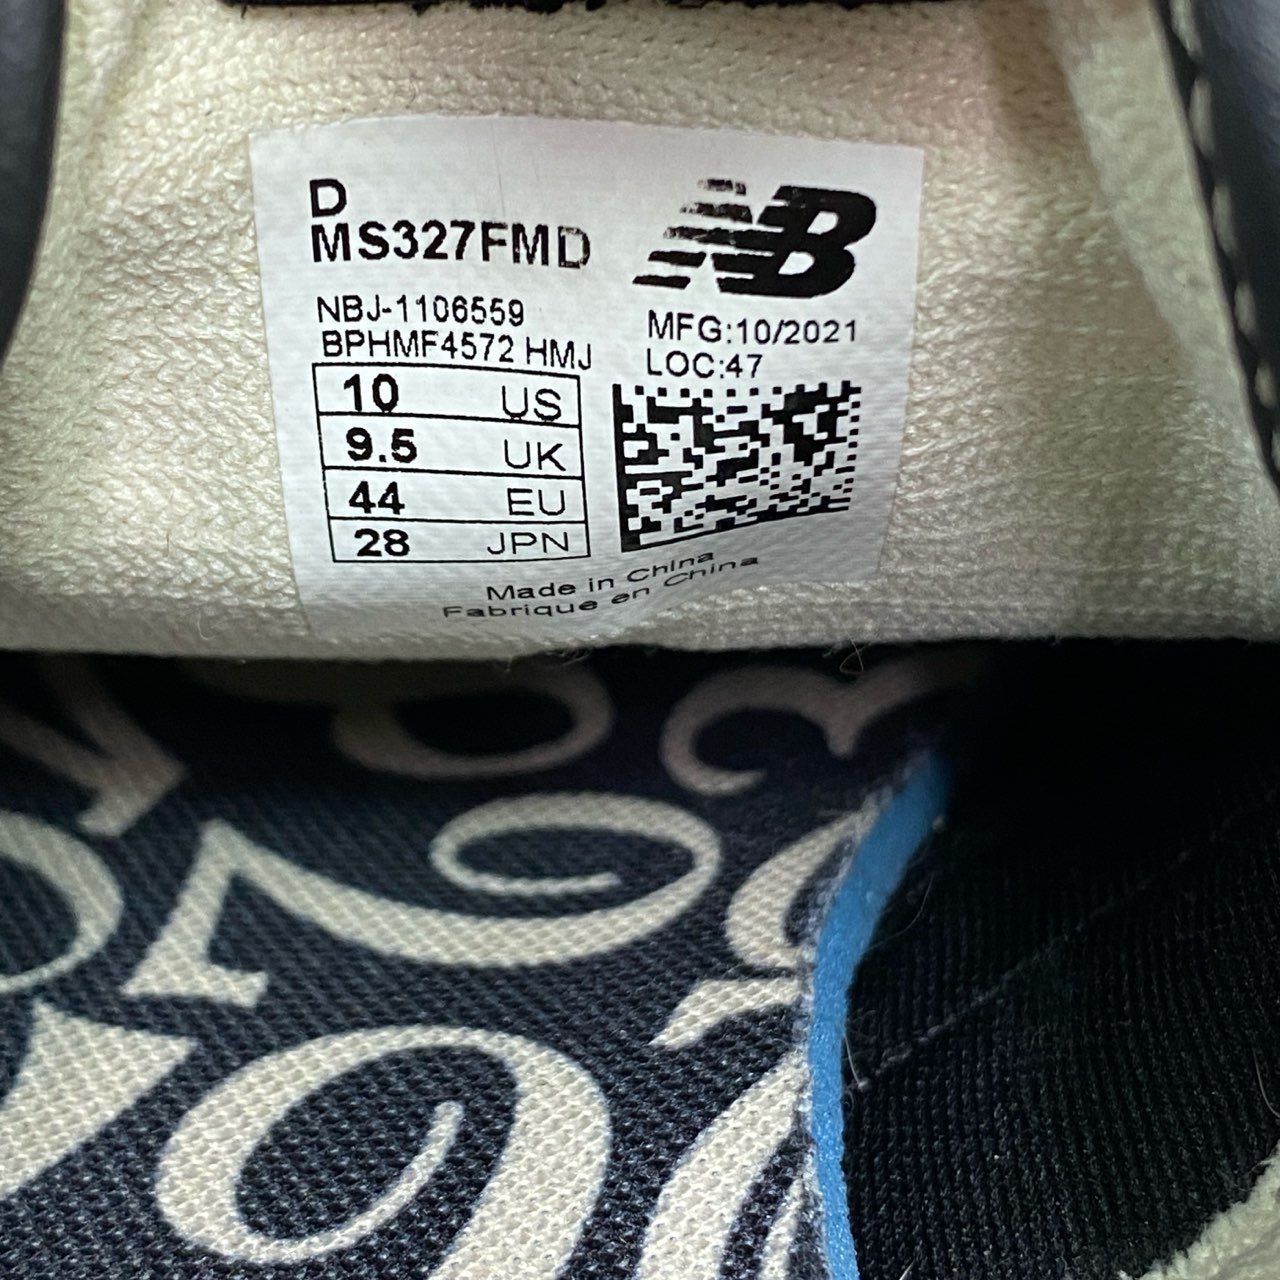 D
MS327FMD
NB
NBJ-1106559
BPHMF4572 HMJ
MFG:10/2021
LOC:47
10 US
9.5 UK
44 EU
28 JPN
Made in China
Fabrique en China